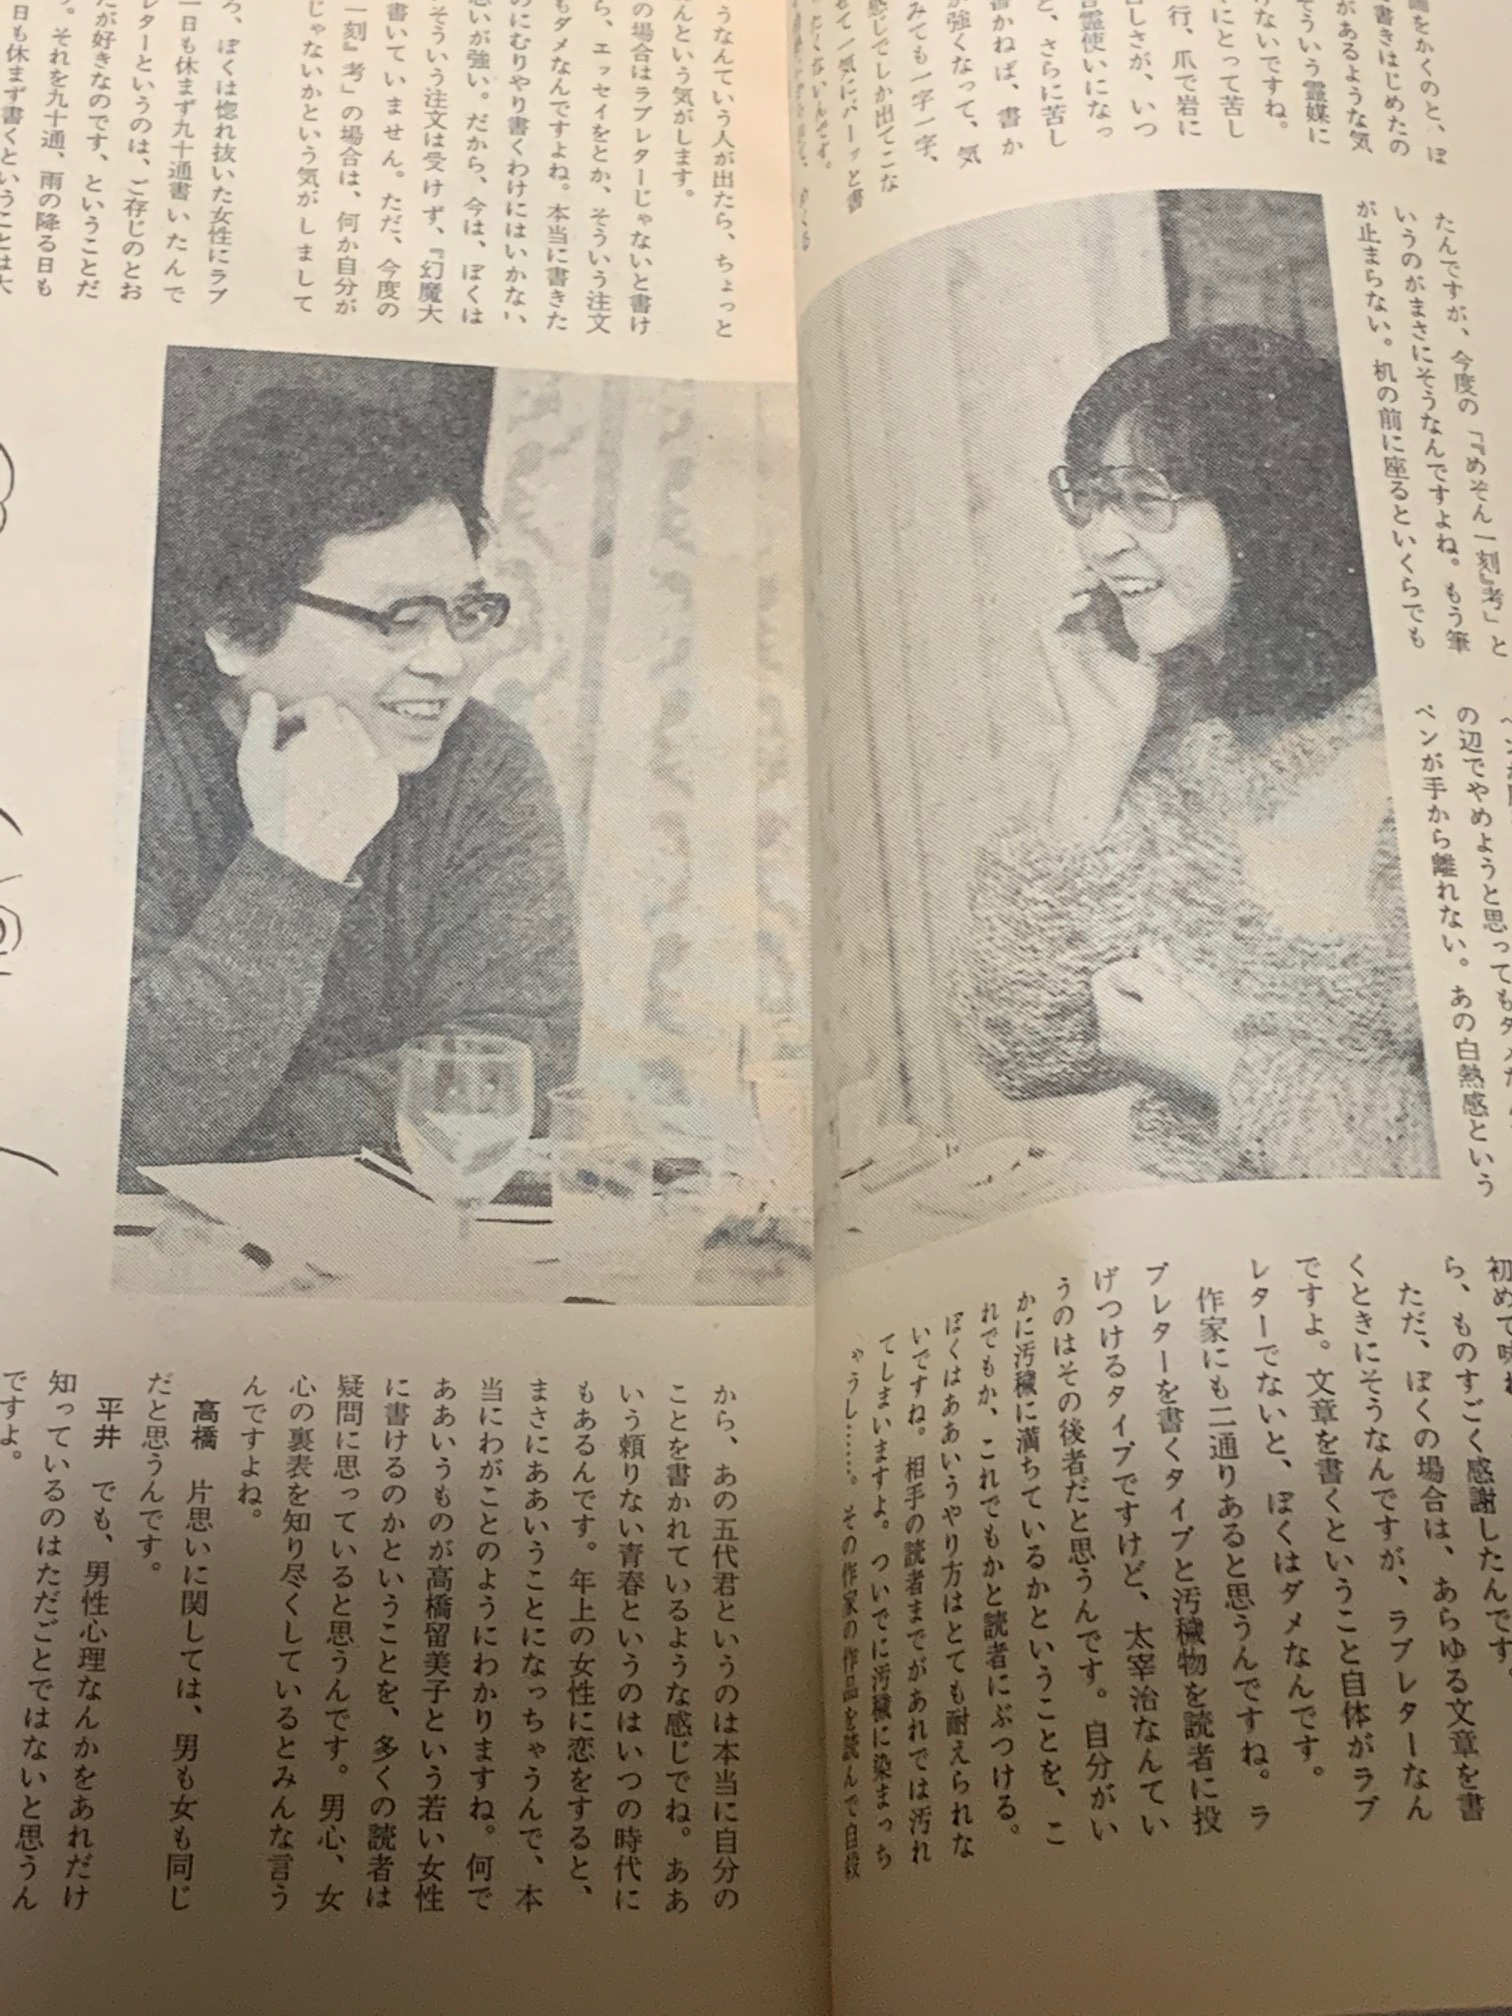 論をかくのと、ぼ
書きはじめたの
があるような気
そういう霊媒に
ないですね。
にとって苦し
行、爪で岩に
苦しさが、いつ
言霊使いになっ
と、さらに苦し
書かねば、書か
が強くなって、気
みても一字一字、
感じでしか出てこな
て一気にバーッと書
たんですが、今度の『『めぞん一刻』考」と
いうのがまさにそうなんですよね。もう筆
が止まらない。机の前に座るといくらでも
の辺でやめようと思ってもダメだ
ペンが手から離れない。あの白熱感という
初めて味わ
ら、ものすごく感謝したんです。
ただ、ぼくの場合は、あらゆる文章を書
くときにそうなんですが、ラブレターなん
ですよ。文章を書くということ自体がラブ
レターでないと、ぼくはダメなんです。
作家にも二通りあると思うんですね。ラ
ブレターを書くタイプと汚穢物を読者に投
げつけるタイプですけど、太宰治なんてい
うのはその後者だと思うんです。自分がい
かに汚穢に満ちているかということを、こ
れでもか、これでもかと読者にぶつける。
ぼくはああいうやり方はとても耐えられな
いですね。相手の読者までがあれでは汚れ
てしまいますよ。ついでに汚穢に染まっち
ゃうし……。その作家の作品を読んで自殺
うなんていう人が出たら、ちょっと
んという気がします。
の場合はラブレターじゃないと書け
ら、エッセイをとか、そういう注文
もダメなんですよね。本当に書きた
のにむりやり書くわけにはいかない、
思いが強い。だから、今は、ぼくは
そういう注文は受けず、『幻魔大
書いていません。ただ、今度の
一刻』考」の場合は、何か自分が
じゃないかという気がしまして
ろ、ぼくは惚れ抜いた女性にラブ
一日も休まず九十通書いたんで
レターというのは、ご存じのとお
だが好きなのです、ということだ
。それを九十通、雨の降る日も
日も休まず書くということは大
から、あの五代君というのは本当に自分の
ことを書かれているような感じでね。ああ
いう頼りない青春というのはいつの時代に
もあるんです。年上の女性に恋をすると、
まさにああいうことになっちゃうんで、本
当にわがことのようにわかりますね。何で
ああいうものが高橋留美子という若い女性
に書けるのかということを、多くの読者は
疑問に思っていると思うんです。男心、女
心の裏表を知り尽くしているとみんな言う
んですよね。
高橋　片思いに関しては、男も女も同じ
だと思うんです。
平井　でも、男性心理なんかをあれだけ
知っているのはただごとではないと思うん
ですよ。